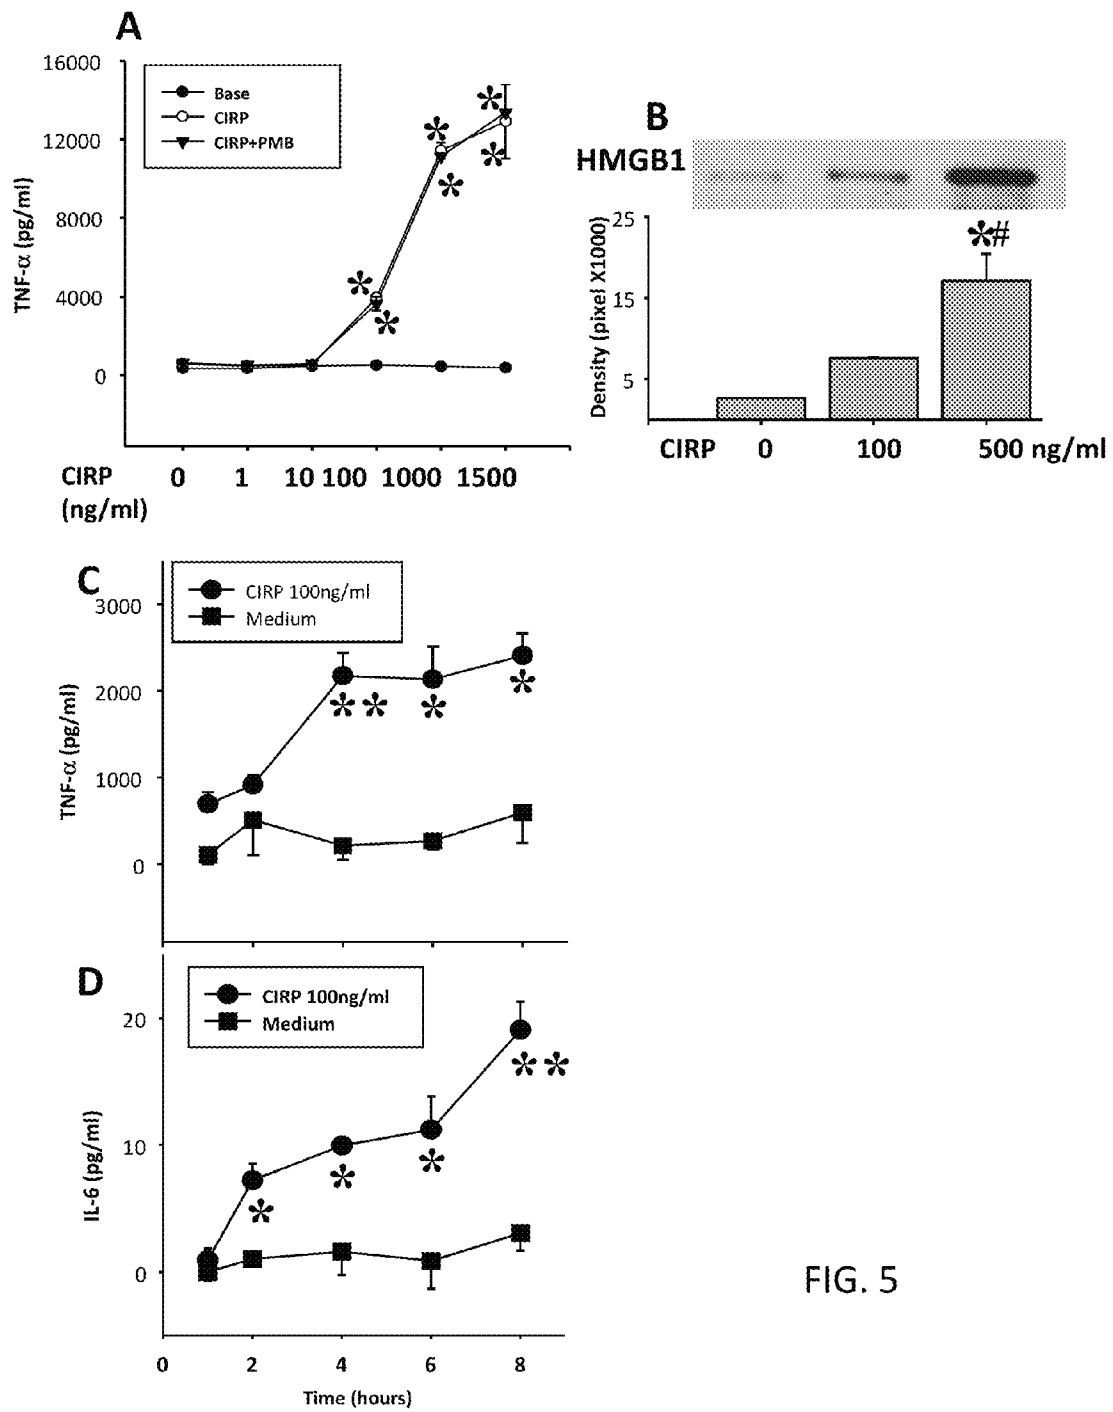 A
16000
12000
8000
4000
0
TNF-α (pg/ml)
Base
CIRP
CIRP+PMB
* * * * * *
CIRP 0 1 10 100 1000 1500
(ng/ml)
B
HMGB1
25
15
5
Density (pixel X1000)
*#
CIRP 0 100 500 ng/ml
C
CIRP 100ng/ml
Medium
3000
2000
1000
0
TNF-α (pg/ml)
* * * *
D
CIRP 100ng/ml
Medium
20
10
0
IL-6 (pg/ml)
* * * * *
0 2 4 6 8
Time (hours)
FIG. 5